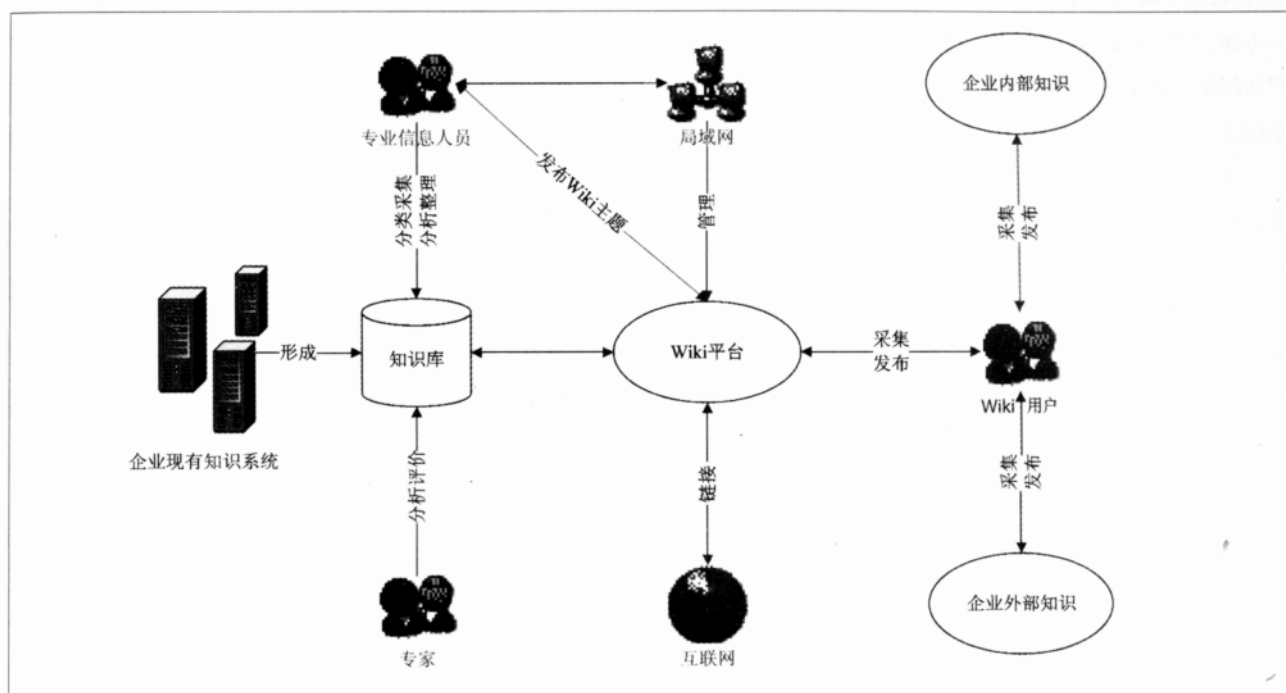 企业内部知识
专业信息人员
局域网
发布Wiki主题
分类采集
分析整理
管理
采集
发布
形成
知识库
Wiki平台
采集
发布
Wiki 用户
企业现有知识系统
分析评价
链接
采集
发布
专家
互联网
企业外部知识